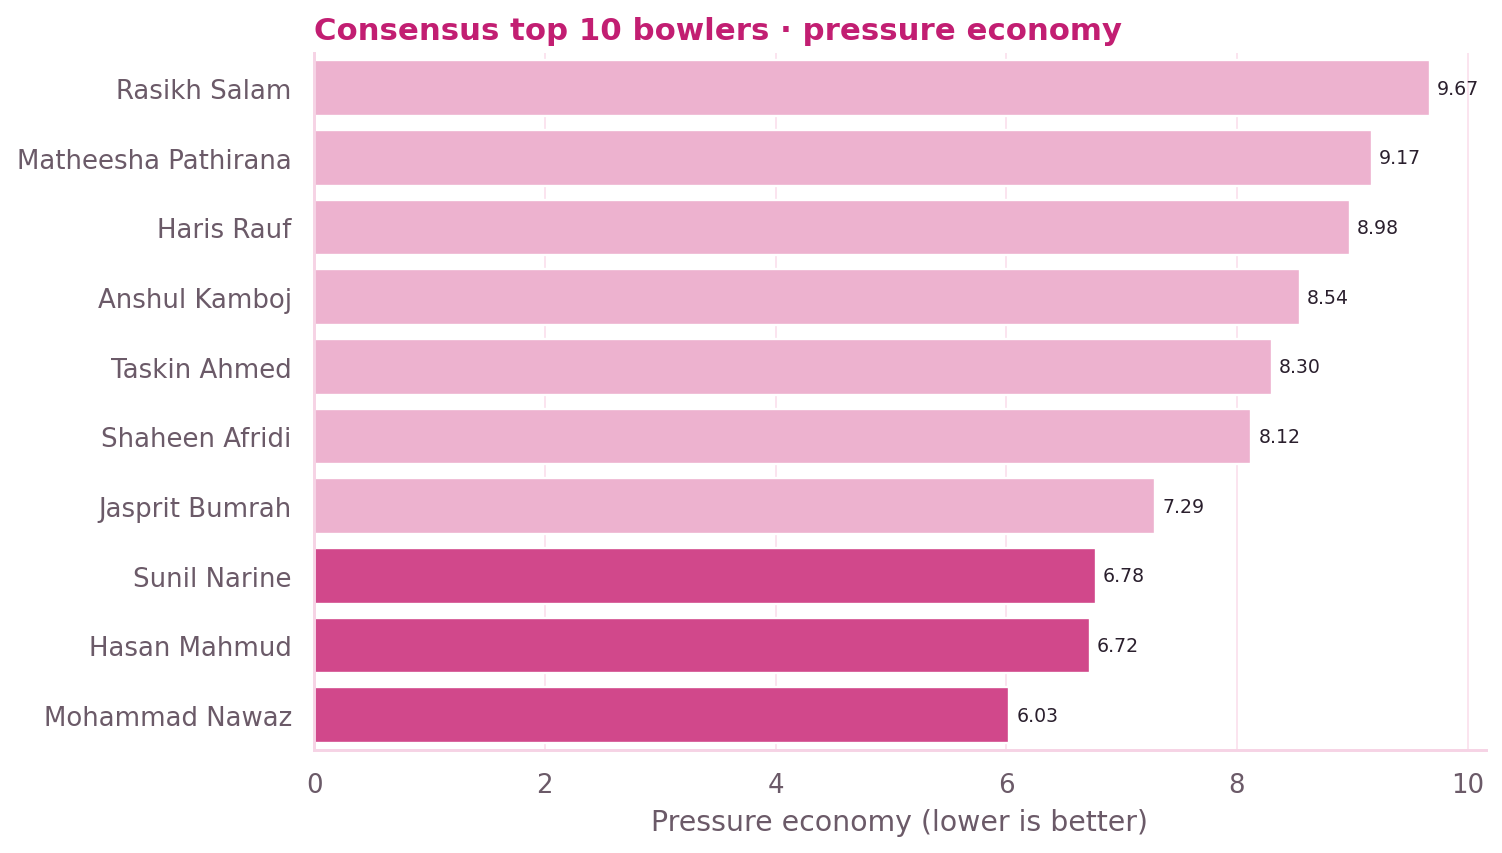 Consensus top 10 bowlers · pressure economy
Rasikh Salam 9.67
Matheesha Pathirana 9.17
Haris Rauf 8.98
Anshul Kamboj 8.54
Taskin Ahmed 8.30
Shaheen Afridi 8.12
Jasprit Bumrah 7.29
Sunil Narine 6.78
Hasan Mahmud 6.72
Mohammad Nawaz 6.03
0 2 4 6 8 10
Pressure economy (lower is better)